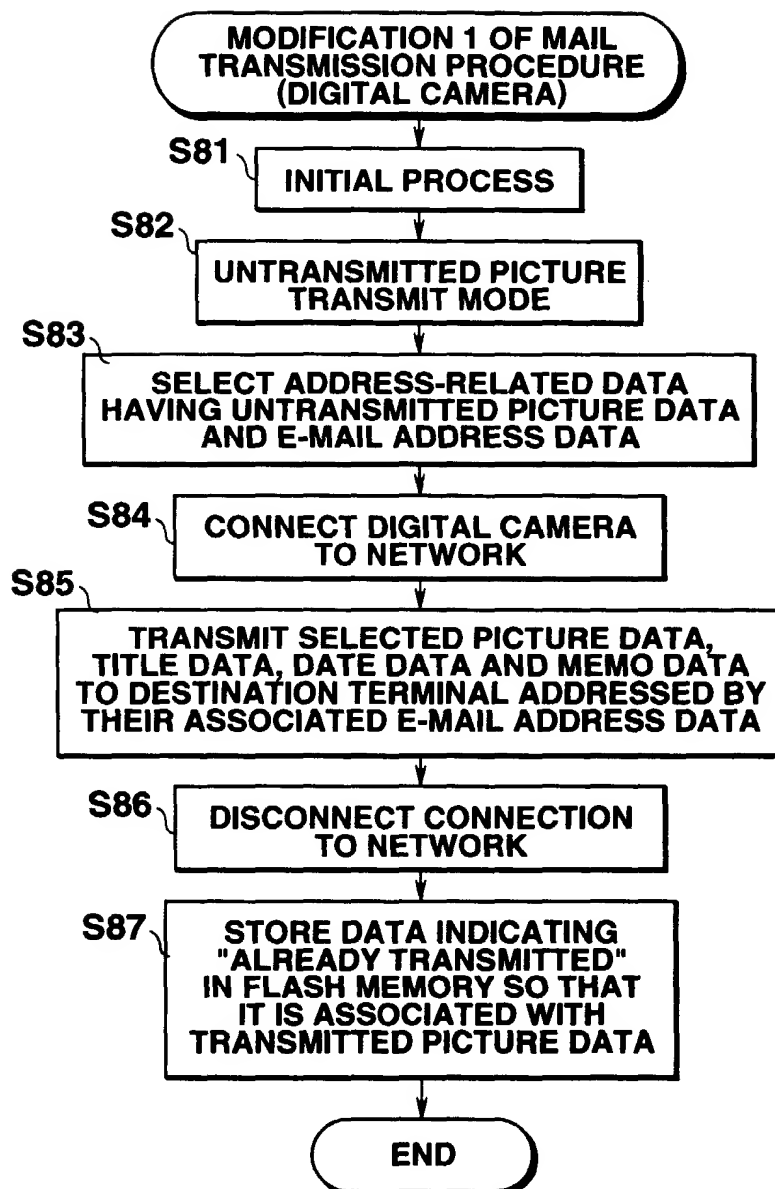 MODIFICATION 1 OF MAIL
TRANSMISSION PROCEDURE
(DIGITAL CAMERA)
S81
INITIAL PROCESS
S82
UNTRANSMITTED PICTURE
TRANSMIT MODE
S83
SELECT ADDRESS-RELATED DATA
HAVING UNTRANSMITTED PICTURE DATA
AND E-MAIL ADDRESS DATA
S84
CONNECT DIGITAL CAMERA
TO NETWORK
S85
TRANSMIT SELECTED PICTURE DATA,
TITLE DATA, DATE DATA AND MEMO DATA
TO DESTINATION TERMINAL ADDRESSED BY
THEIR ASSOCIATED E-MAIL ADDRESS DATA
S86
DISCONNECT CONNECTION
TO NETWORK
S87
STORE DATA INDICATING
"ALREADY TRANSMITTED"
IN FLASH MEMORY SO THAT
IT IS ASSOCIATED WITH
TRANSMITTED PICTURE DATA
END